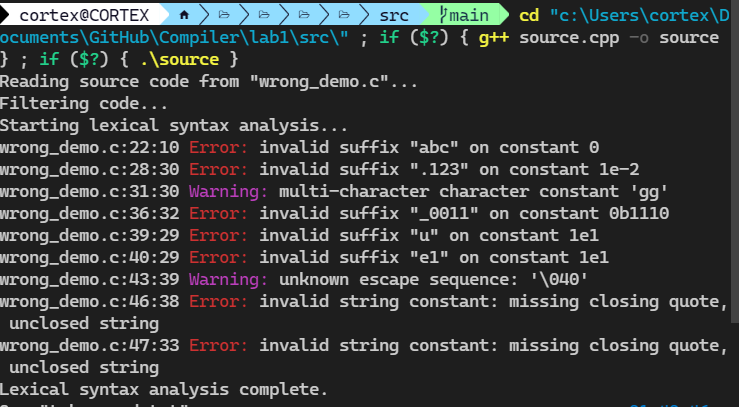 cortex@CORTEX src main cd "c:\Users\cortex\D
ocuments\GitHub\Compiler\lab1\src\" ; if ($?) { g++ source.cpp -o source
} ; if ($?) { .\source }
Reading source code from "wrong_demo.c"...
Filtering code...
Starting lexical syntax analysis...
wrong_demo.c:22:10 Error: invalid suffix "abc" on constant 0
wrong_demo.c:28:30 Error: invalid suffix ".123" on constant 1e-2
wrong_demo.c:31:30 Warning: multi-character character constant 'gg'
wrong_demo.c:36:32 Error: invalid suffix "_0011" on constant 0b1110
wrong_demo.c:39:29 Error: invalid suffix "u" on constant 1e1
wrong_demo.c:40:29 Error: invalid suffix "e1" on constant 1e1
wrong_demo.c:43:39 Warning: unknown escape sequence: '\040'
wrong_demo.c:46:38 Error: invalid string constant: missing closing quote,
unclosed string
wrong_demo.c:47:33 Error: invalid string constant: missing closing quote,
unclosed string
Lexical syntax analysis complete.